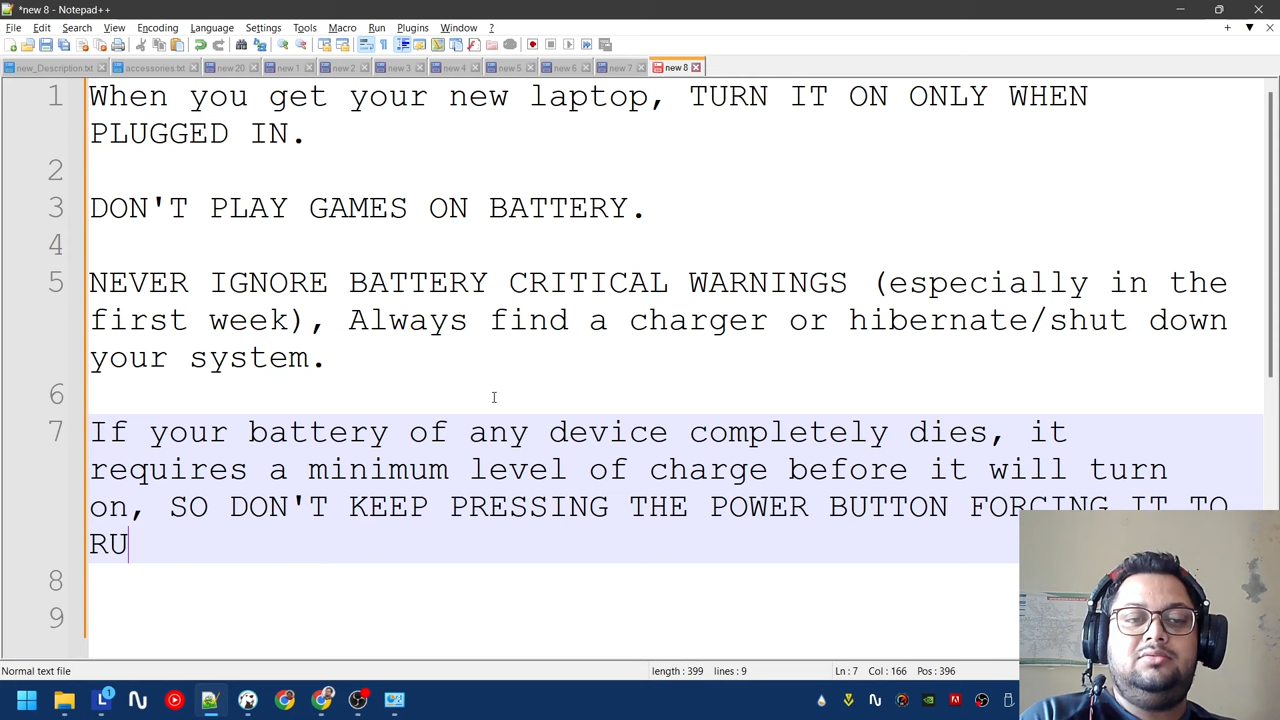 *new 8 - Notepad++
File Edit Search View Encoding Language Settings Tools Macro Run Plugins Window ?
new_Description.txt accessories.txt new 20 new 1 new 2 new 3 new 4 new 5 new 6 new 7 new 8
1 When you get your new laptop, TURN IT ON ONLY WHEN
PLUGGED IN.
2
3 DON'T PLAY GAMES ON BATTERY.
4
5 NEVER IGNORE BATTERY CRITICAL WARNINGS (especially in the
first week), Always find a charger or hibernate/shut down
your system.
6
7 If your battery of any device completely dies, it
requires a minimum level of charge before it will turn
on, SO DON'T KEEP PRESSING THE POWER BUTTON FORCING IT TO
RU
8
9
Normal text file length : 399 lines : 9 Ln : 7 Col : 166 Pos : 396